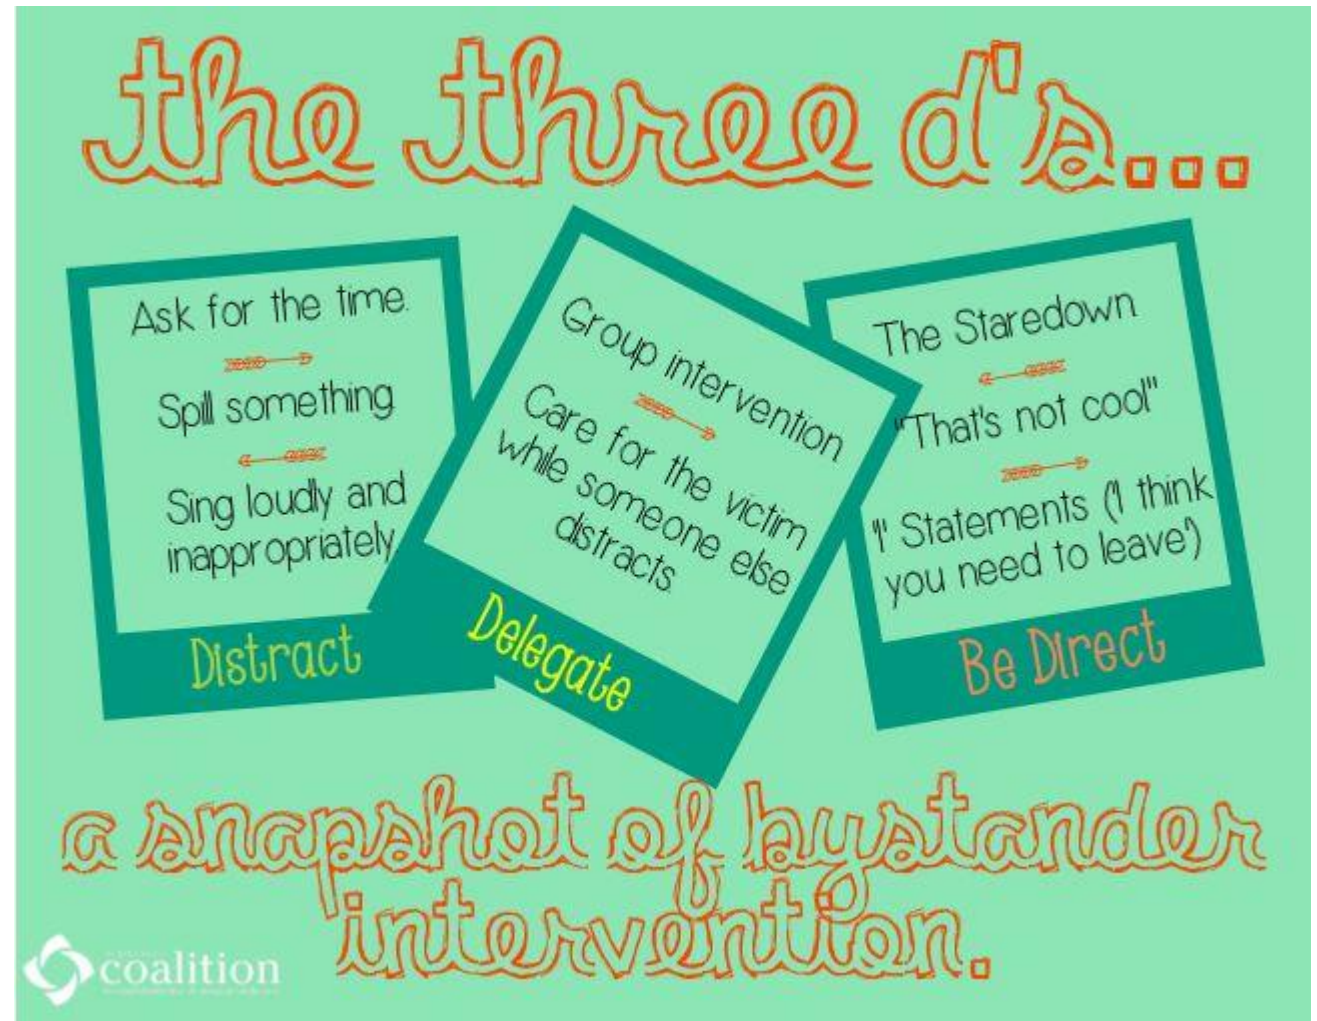 the three d's...
Ask for the time.
Spill something
Sing loudly and
inappropriately.
Distract
Group intervention
Care for the victim
while someone else
distracts.
Delegate
The Staredown
"That's not cool"
"I" Statements ('I think
you need to leave')
Be Direct
a snapshot of bystander
intervention.
coalition